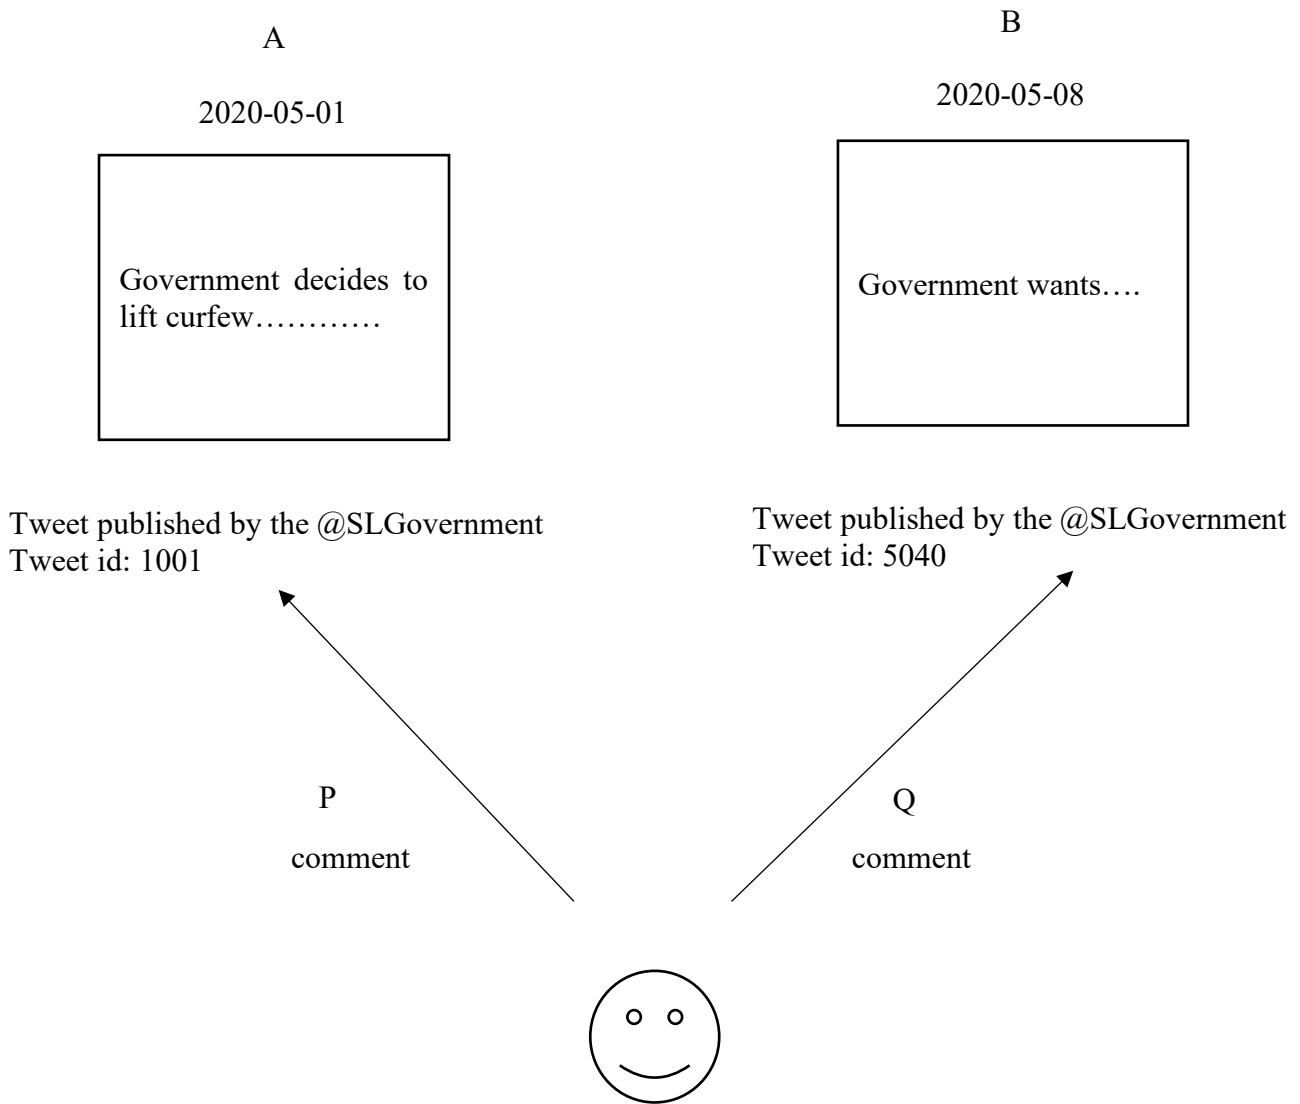 A
2020-05-01
Government decides to
lift curfew…………
Tweet published by the @SLGovernment
Tweet id: 1001
B
2020-05-08
Government wants….
Tweet published by the @SLGovernment
Tweet id: 5040
P
comment
Q
comment